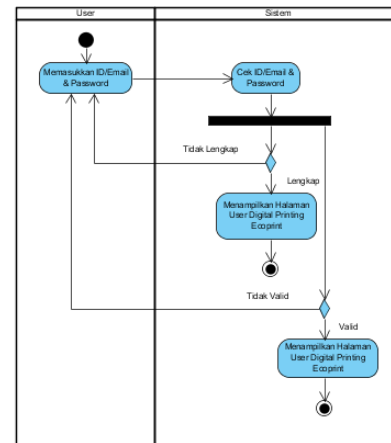 User
Sistem
Memasukkan ID/Email
& Password
Cek ID/Email &
Password
Tidak Lengkap
Lengkap
Menampilkan Halaman
User Digital Printing
Ecoprint
Tidak Valid
Valid
Menampilkan Halaman
User Digital Printing
Ecoprint